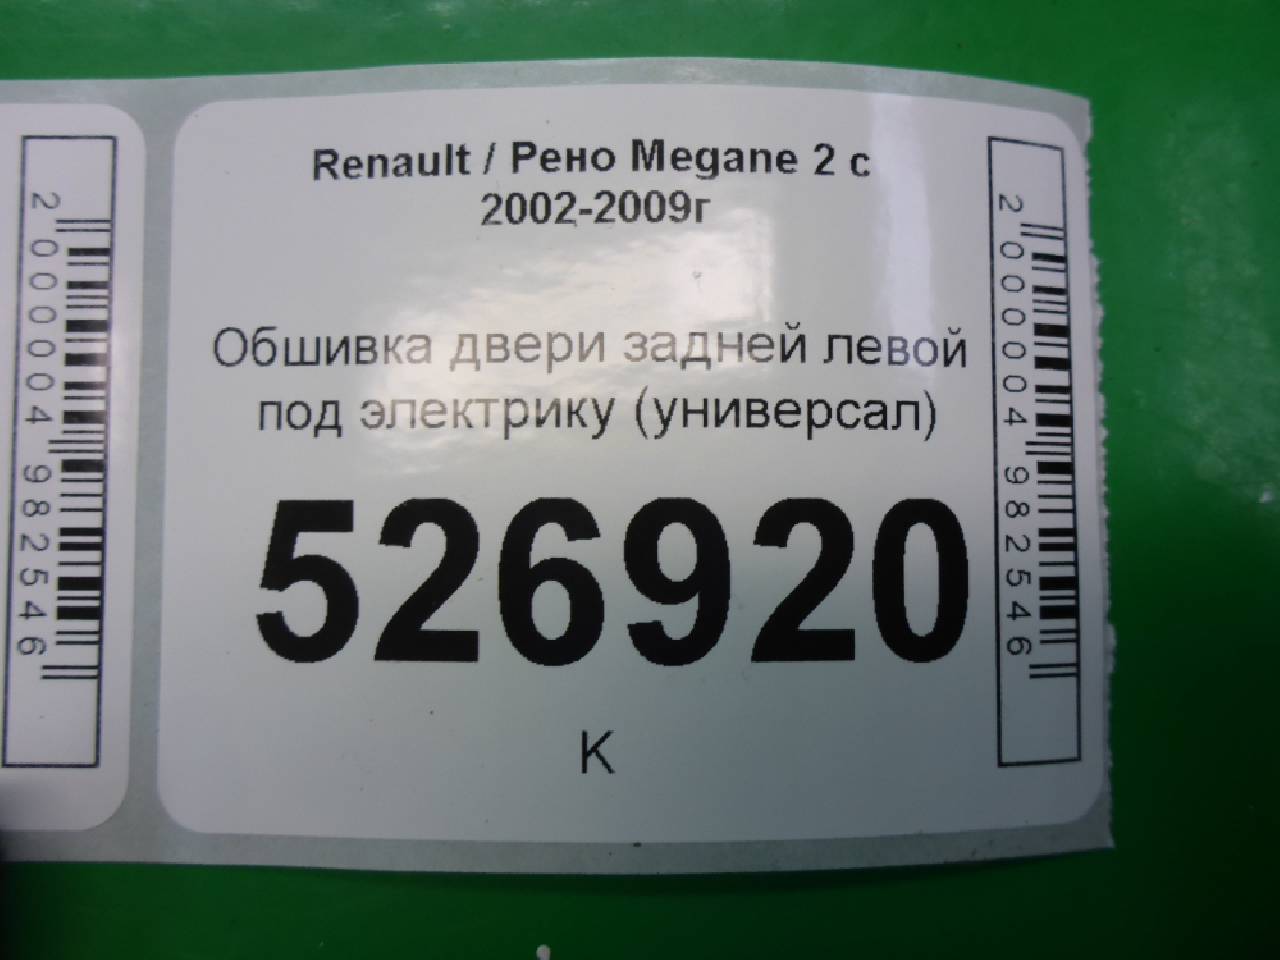 2000004982546
Renault / Рено Megane 2 с
2002-2009г
Обшивка двери задней левой
под электрику (универсал)
526920
К
2000004982546